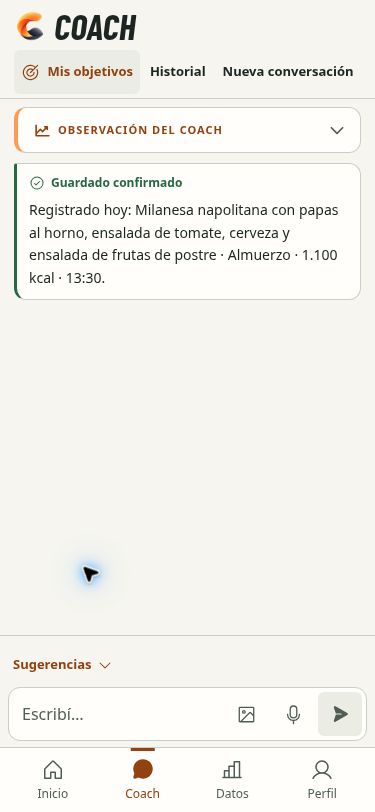 COACH
Mis objetivos
Historial
Nueva conversación
OBSERVACIÓN DEL COACH
Guardado confirmado
Registrado hoy: Milanesa napolitana con papas
al horno, ensalada de tomate, cerveza y
ensalada de frutas de postre · Almuerzo · 1.100
kcal · 13:30.
Sugerencias
Escribí...
Inicio
Coach
Datos
Perfil